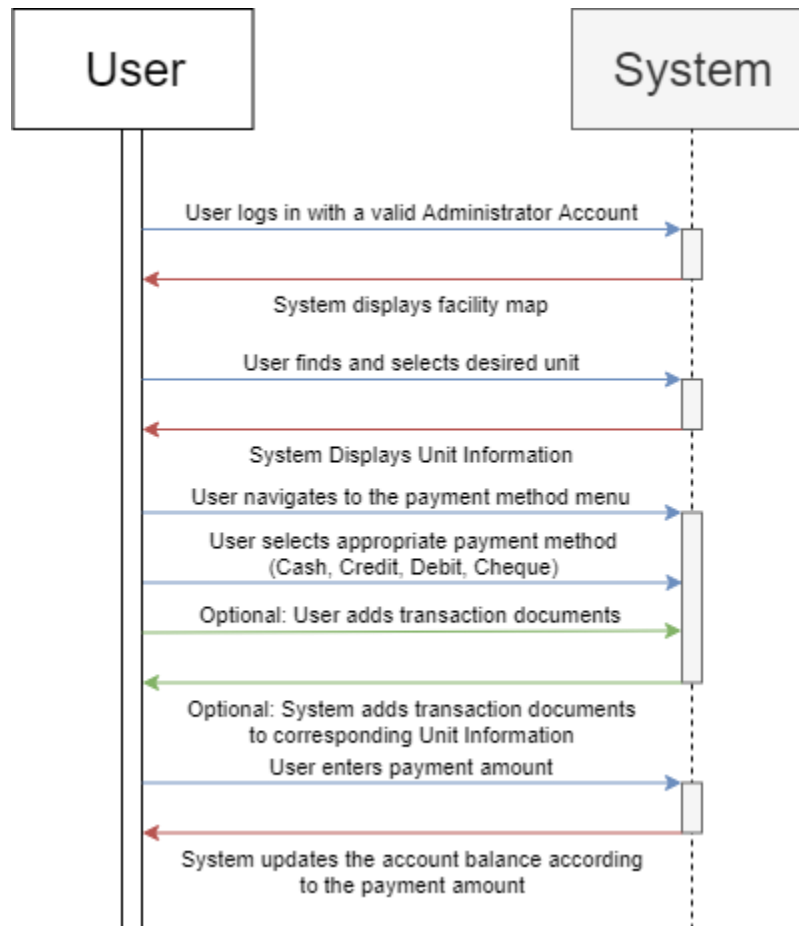 User
System
User logs in with a valid Administrator Account
System displays facility map
User finds and selects desired unit
System Displays Unit Information
User navigates to the payment method menu
User selects appropriate payment method
(Cash, Credit, Debit, Cheque)
Optional: User adds transaction documents
Optional: System adds transaction documents
to corresponding Unit Information
User enters payment amount
System updates the account balance according
to the payment amount